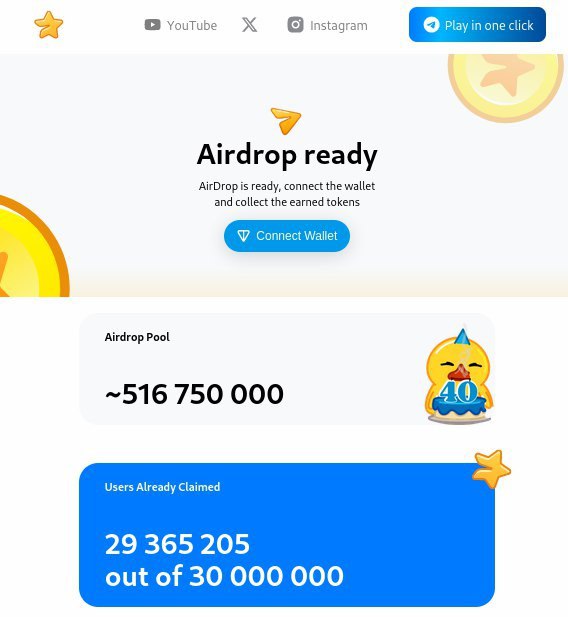 YouTube
Instagram
Play in one click
Airdrop ready
AirDrop is ready, connect the wallet
and collect the earned tokens
Connect Wallet
Airdrop Pool
~516 750 000
40
Users Already Claimed
29 365 205
out of 30 000 000